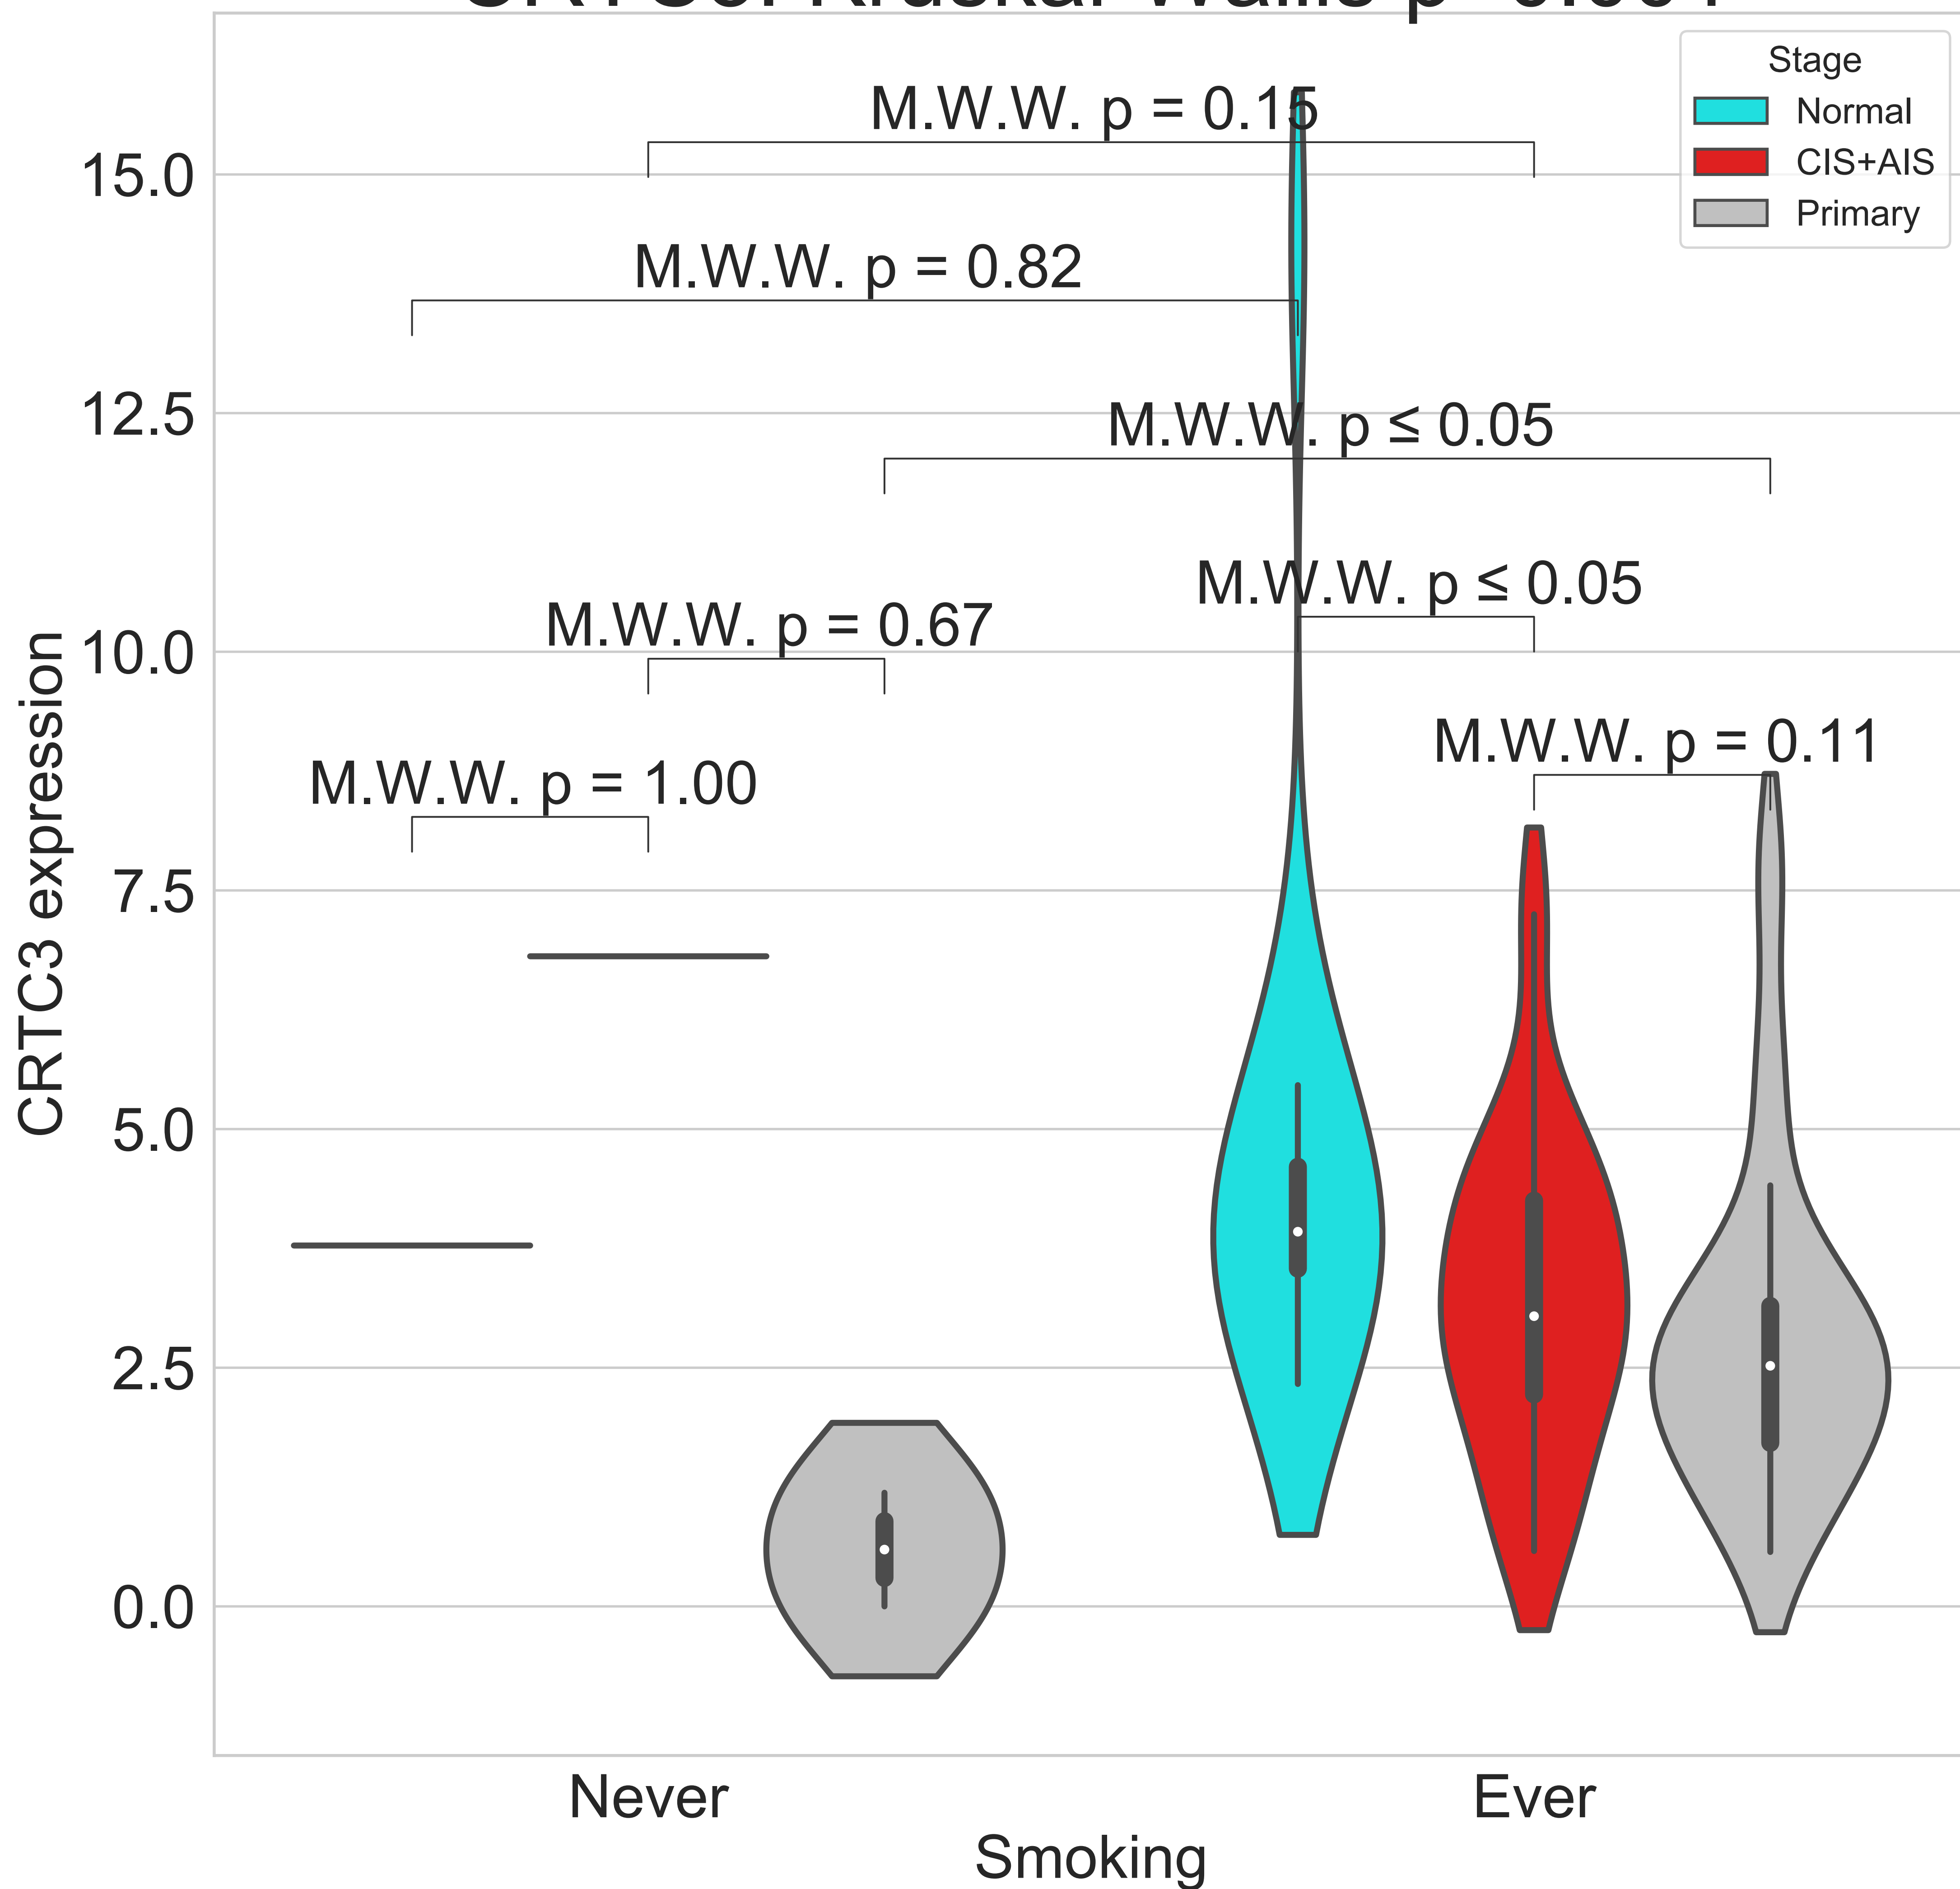 Stage
Normal
CIS+AIS
Primary
M.W.W. p = 0.15
M.W.W. p = 0.82
M.W.W. p ≤ 0.05
M.W.W. p ≤ 0.05
M.W.W. p = 0.67
M.W.W. p = 0.11
M.W.W. p = 1.00
15.0
12.5
10.0
7.5
5.0
2.5
0.0
CRTC3 expression
Never
Ever
Smoking